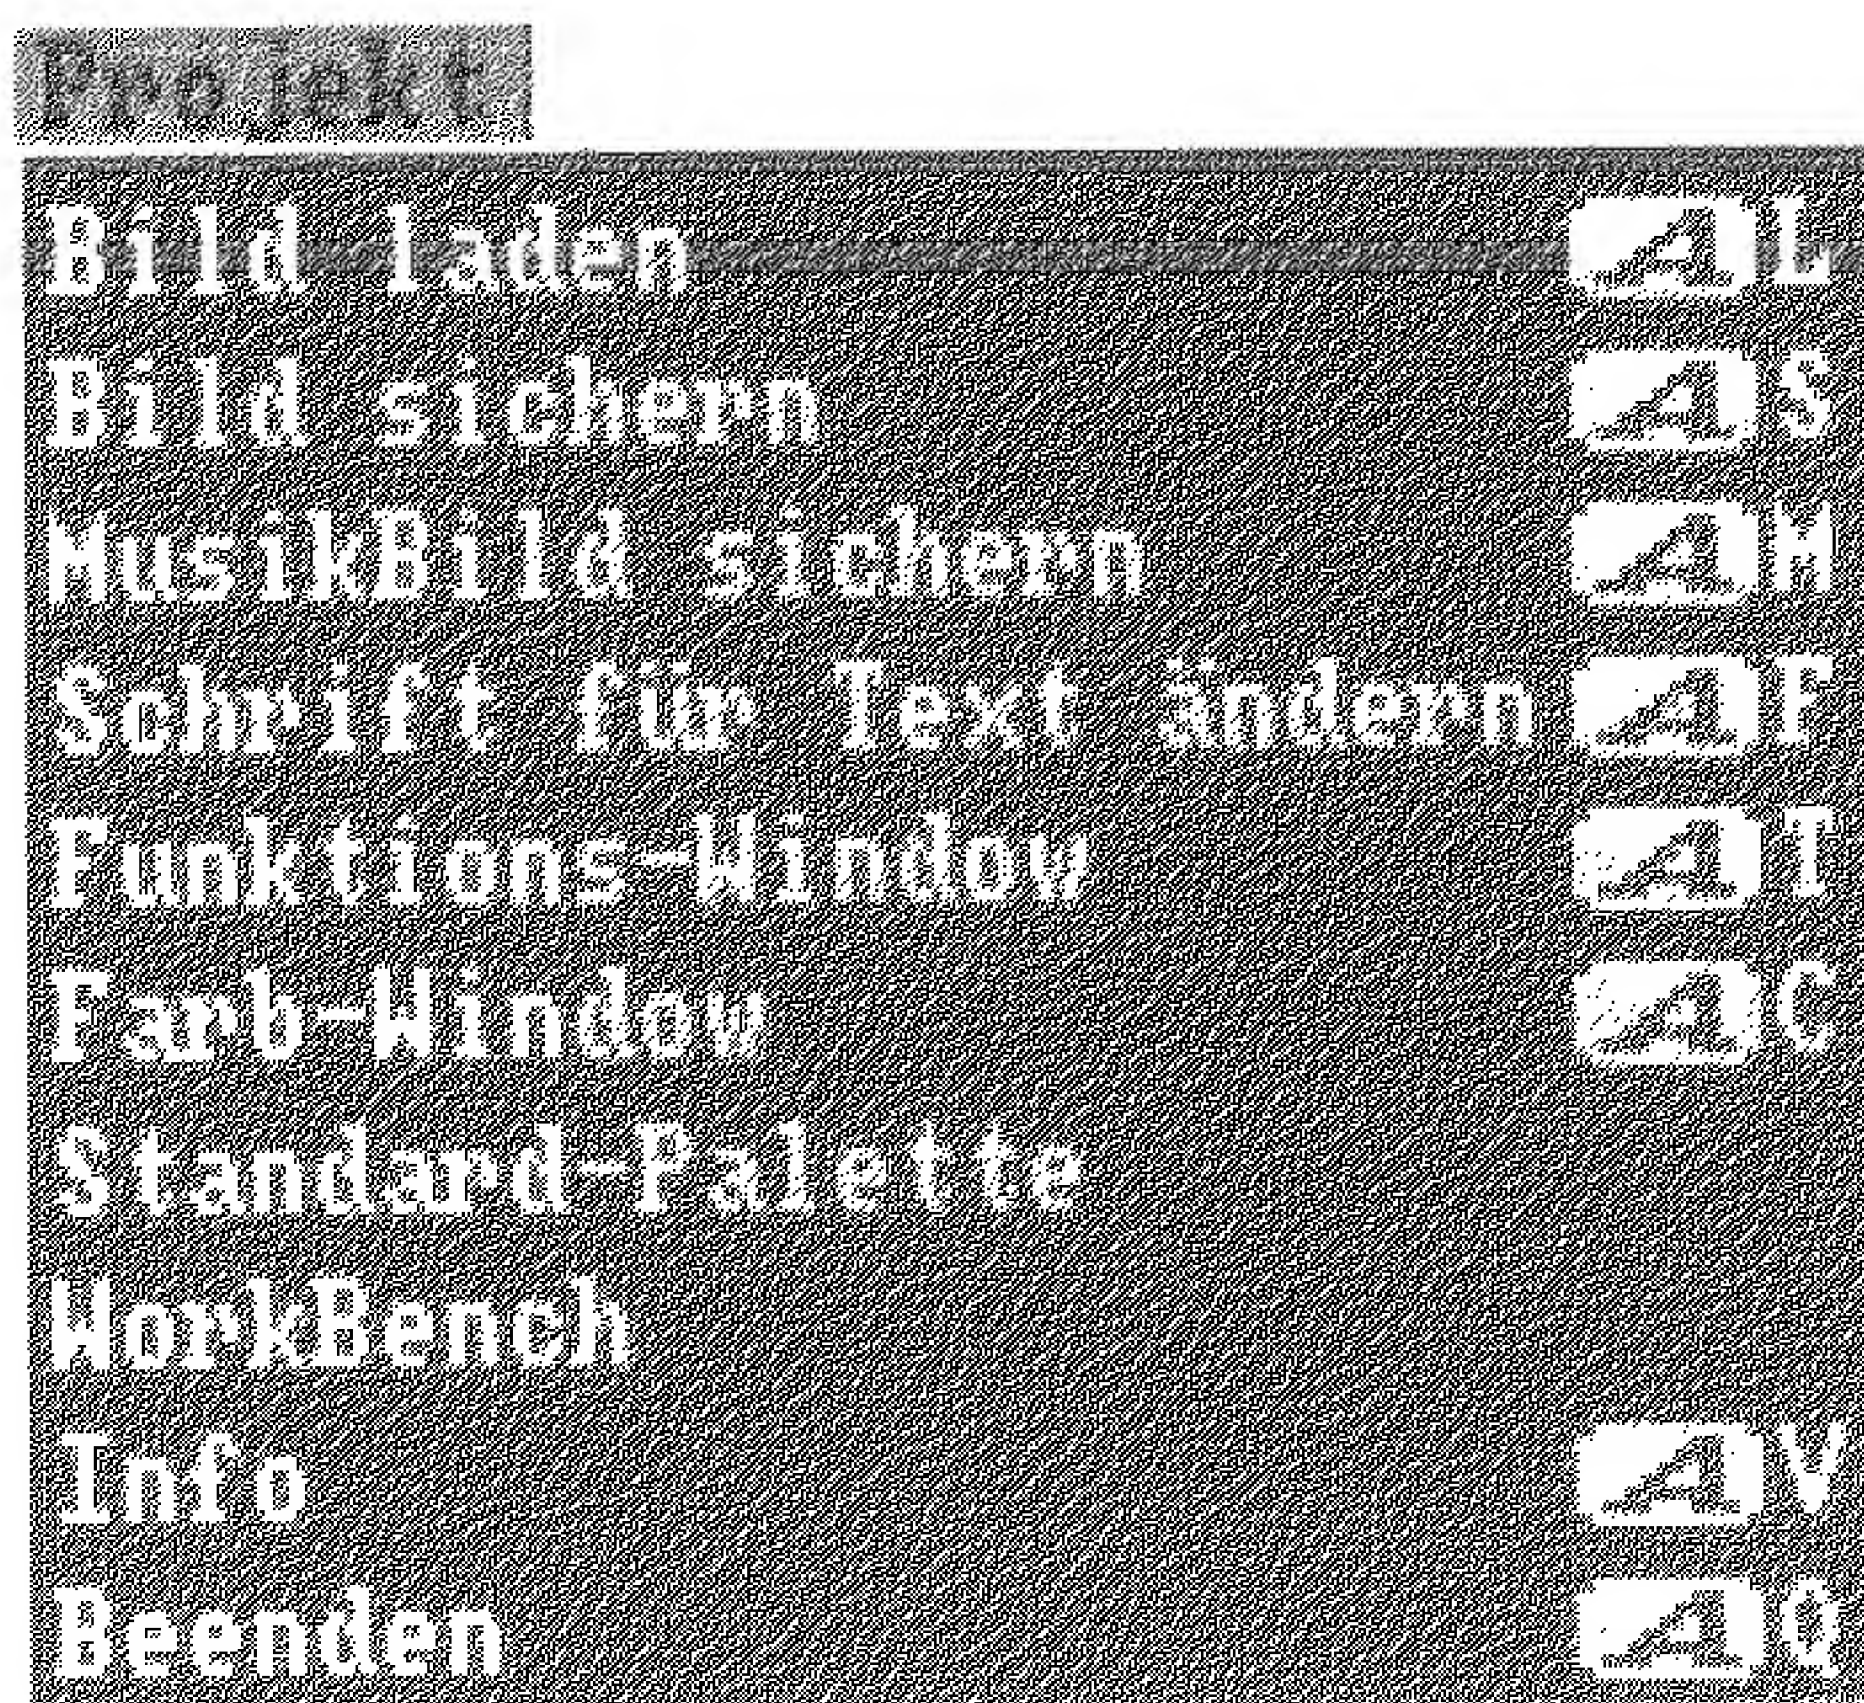 Projekt
Bild laden A L
Bild sichern A S
MusikBild sichern A M
Schrift für Text ändern A F
Funktions-Window A T
Farb-Window A C
Standard-Palette
WorkBench
Info A V
Beenden A Q